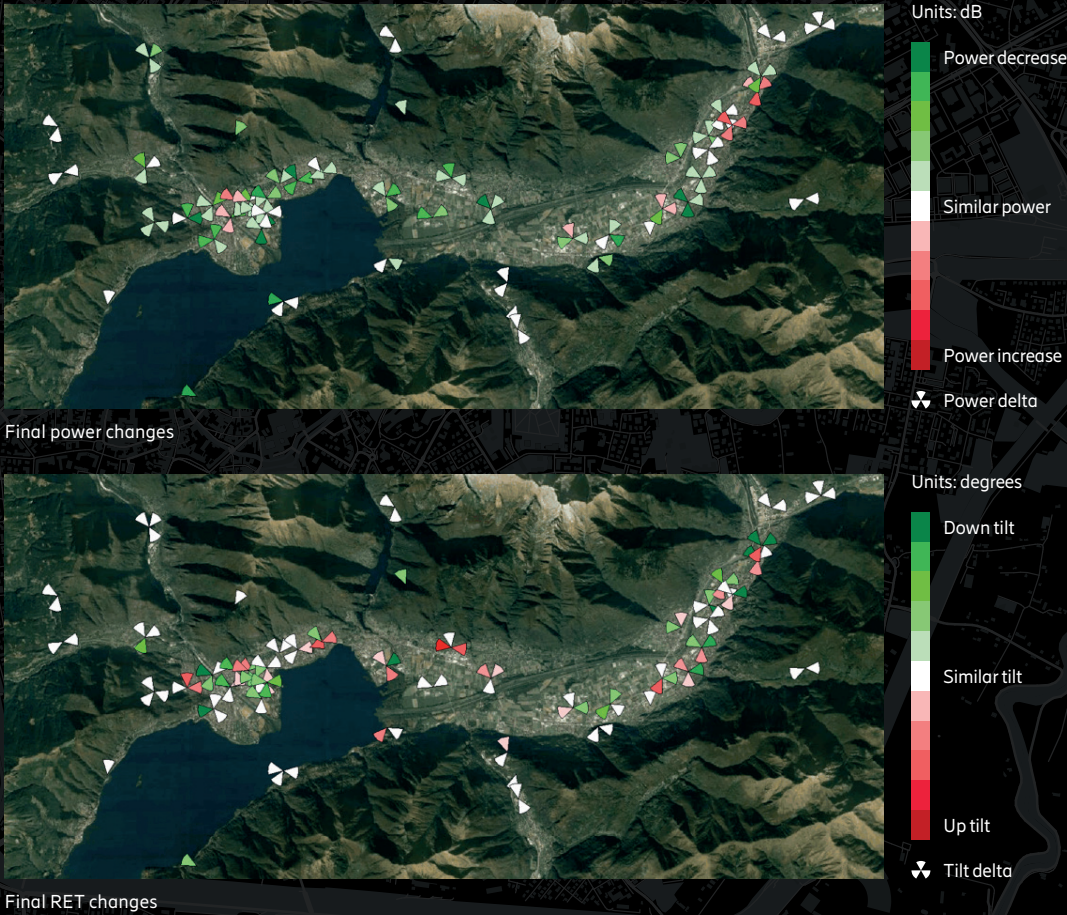 Units: dB
Power decrease
Similar power
Power increase
Power delta
Final power changes
Units: degrees
Down tilt
Similar tilt
Up tilt
Tilt delta
Final RET changes